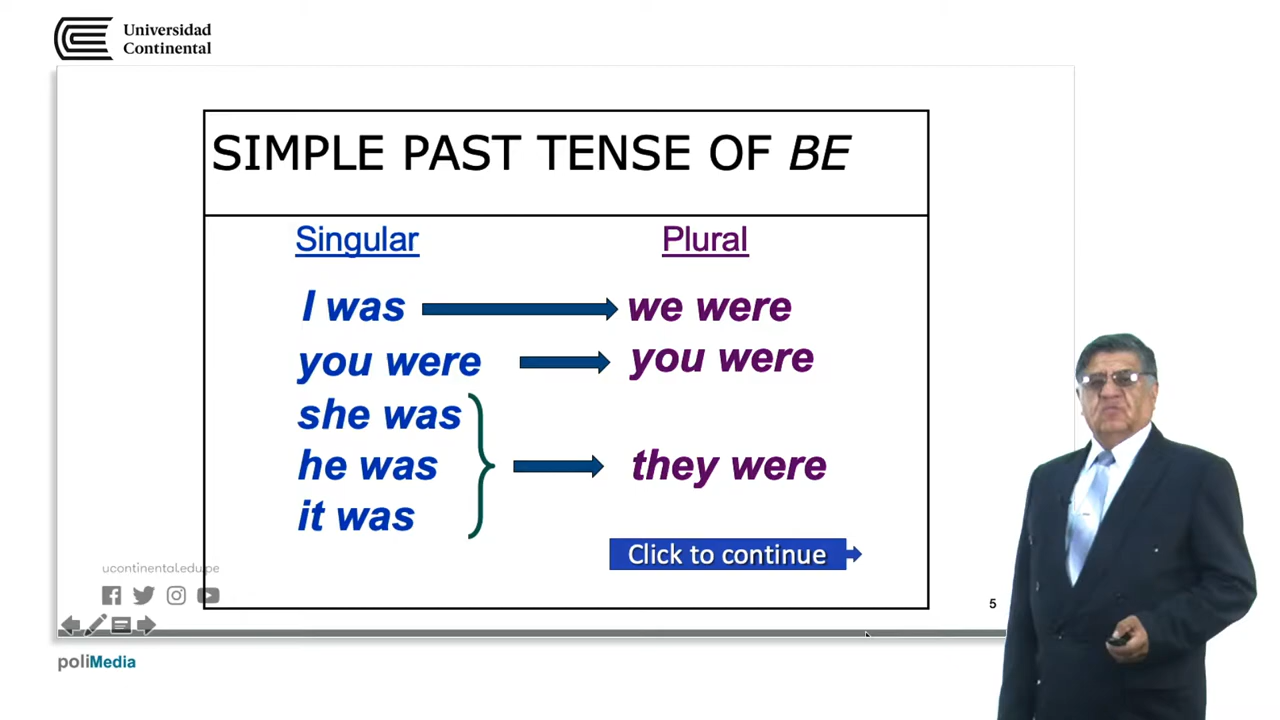 Universidad
Continental
SIMPLE PAST TENSE OF BE
Singular
Plural
I was
we were
you were
you were
she was
he was
they were
it was
Click to continue
ucontinental.edu.pe
5
poliMedia